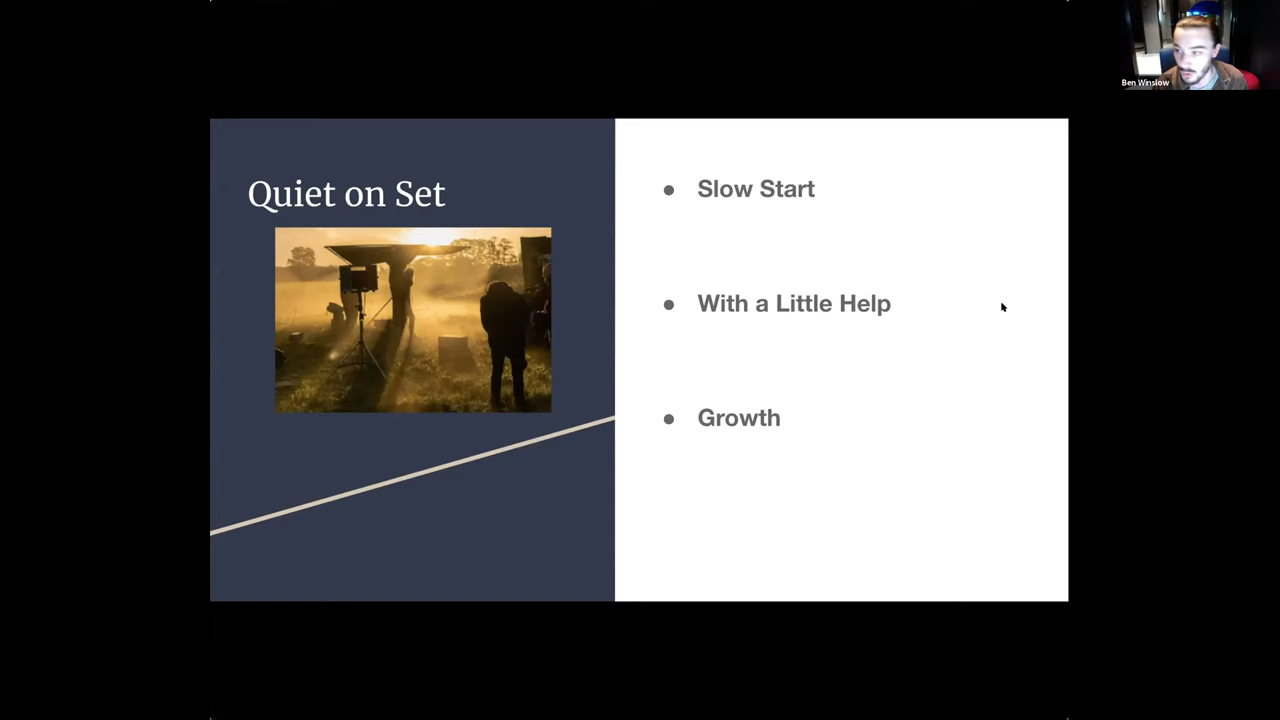 Quiet on Set
Slow Start
With a Little Help
Growth
Ben Winslow